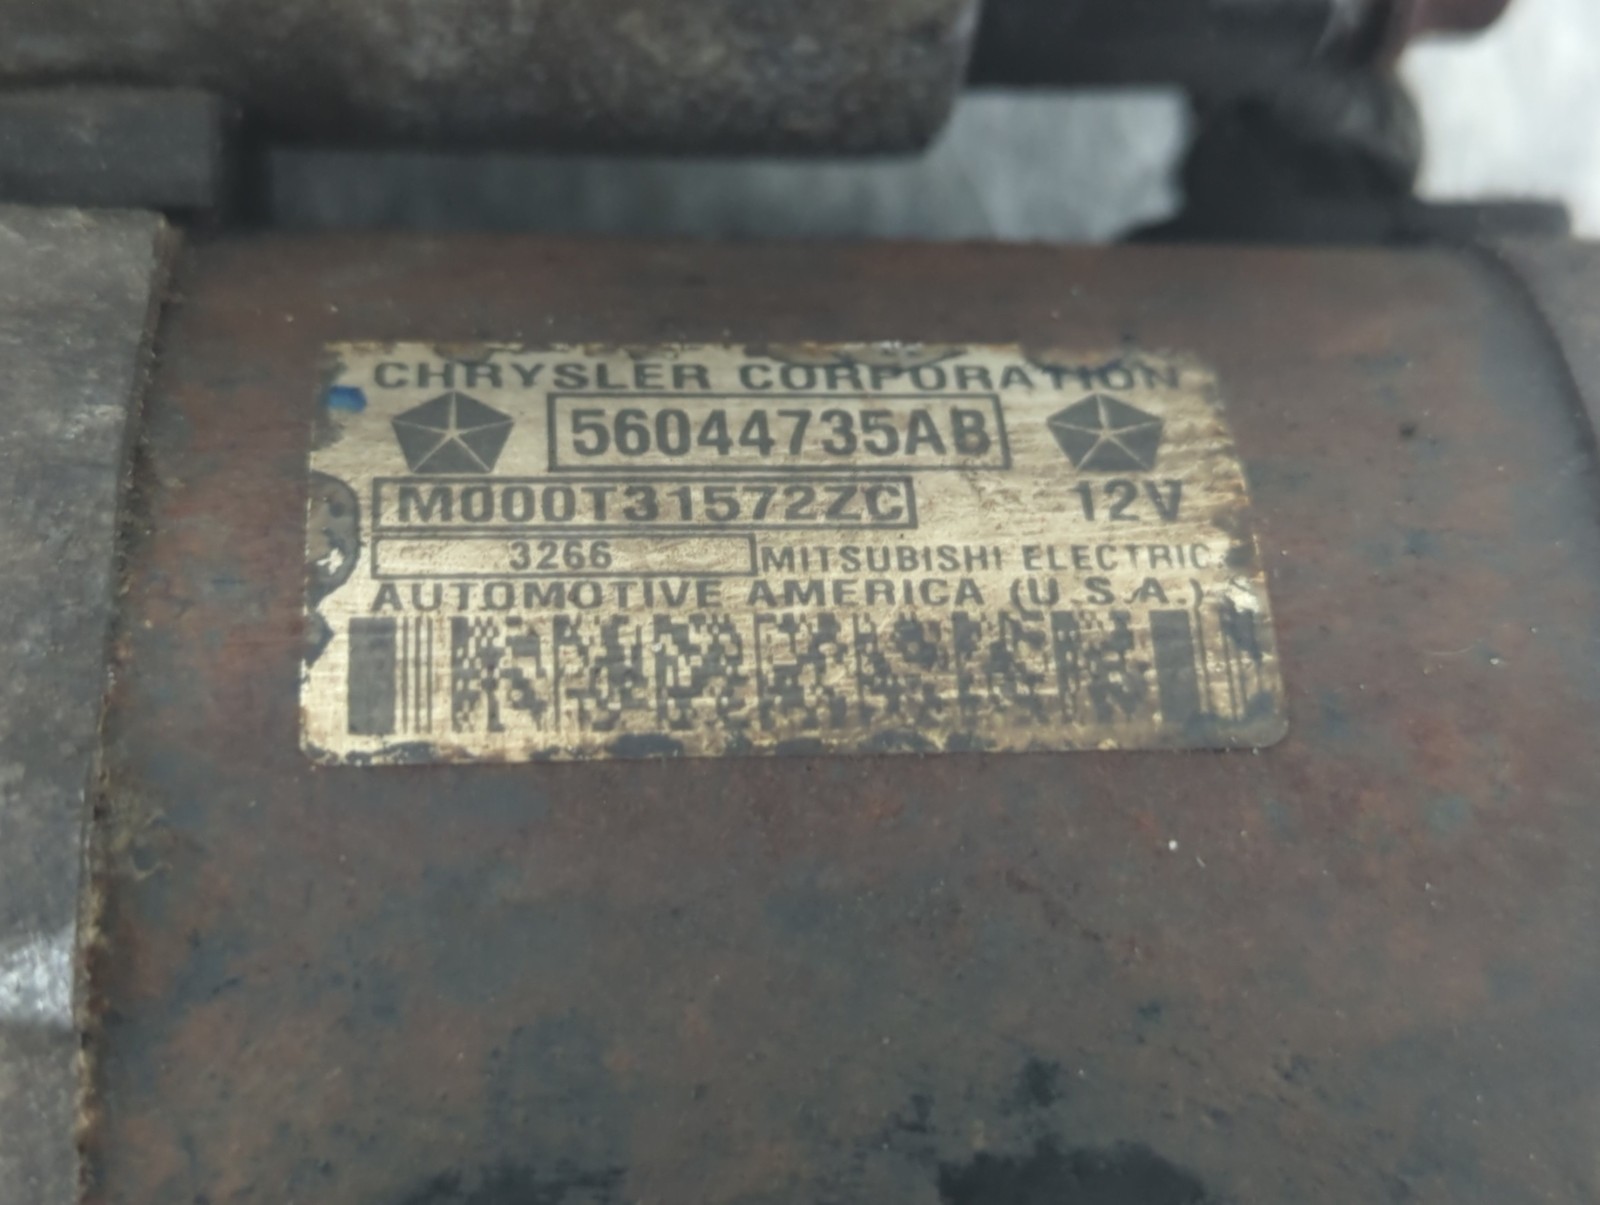 CHRYSLER CORPORATION
56044735AB
M000T31572ZC 12V
3266 MITSUBISHI ELECTRIC
AUTOMOTIVE AMERICA (U.S.A.)